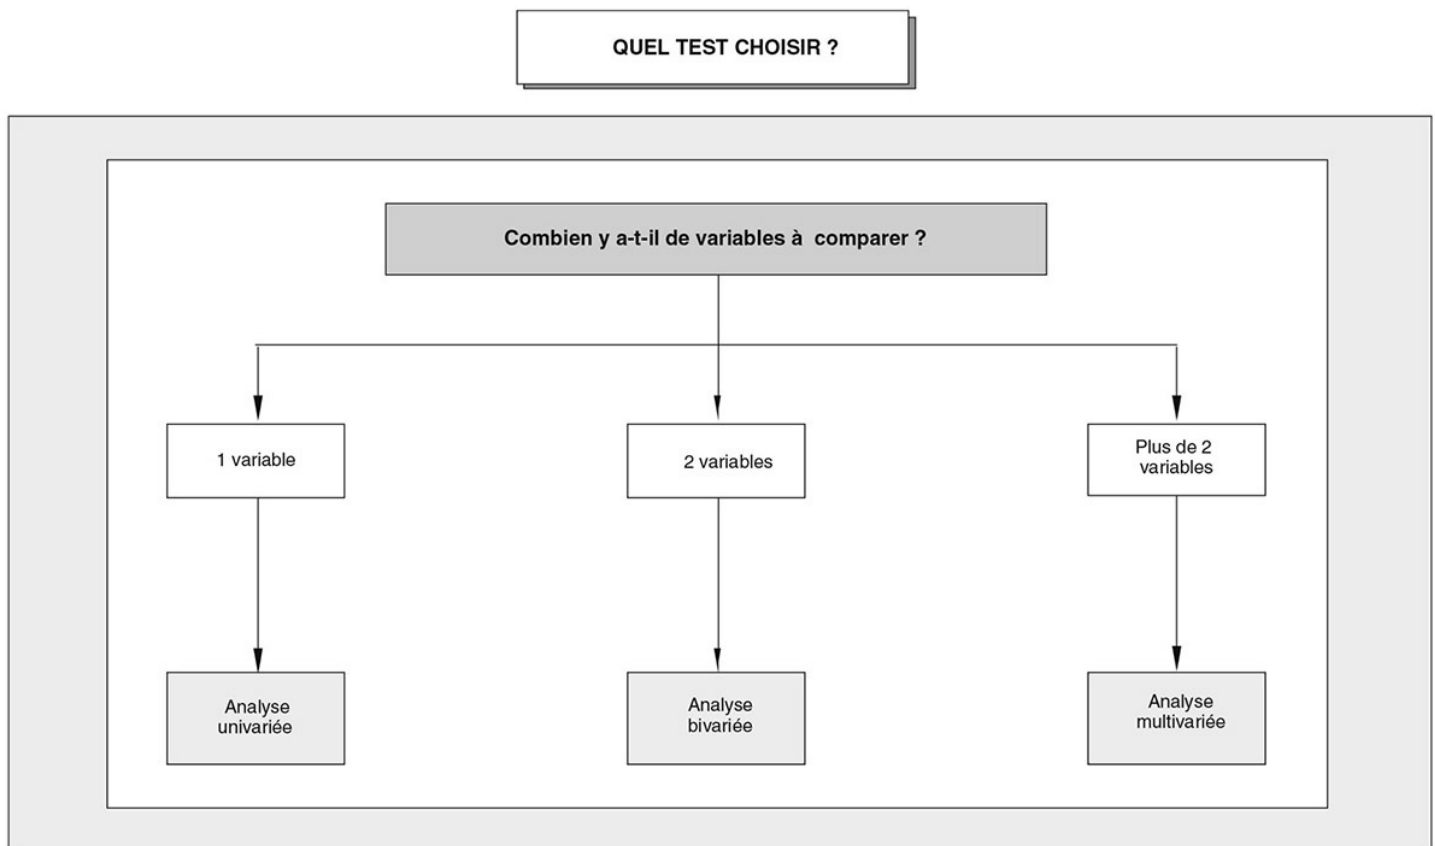 QUEL TEST CHOISIR ?
Combien y a-t-il de variables à comparer ?
1 variable
2 variables
Plus de 2
variables
Analyse
univariée
Analyse
bivariée
Analyse
multivariée